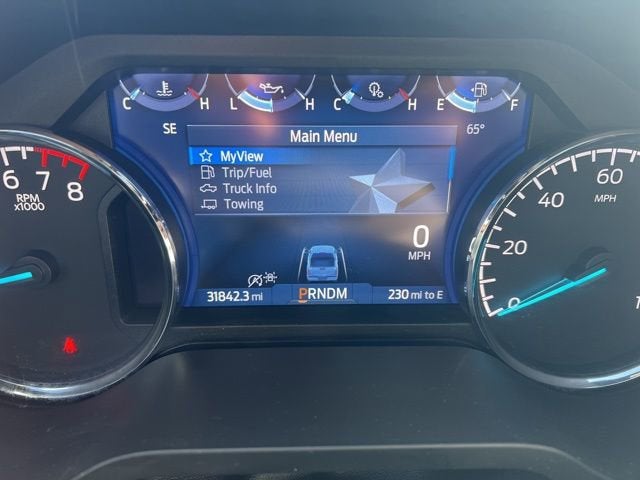 C H L H C H E F
SE
65°
Main Menu
MyView
Trip/Fuel
Truck Info
Towing
6 7 8
RPM
x1000
0
MPH
0 20 40 60
MPH
31842.3 mi
PRNDM
230 mi to E